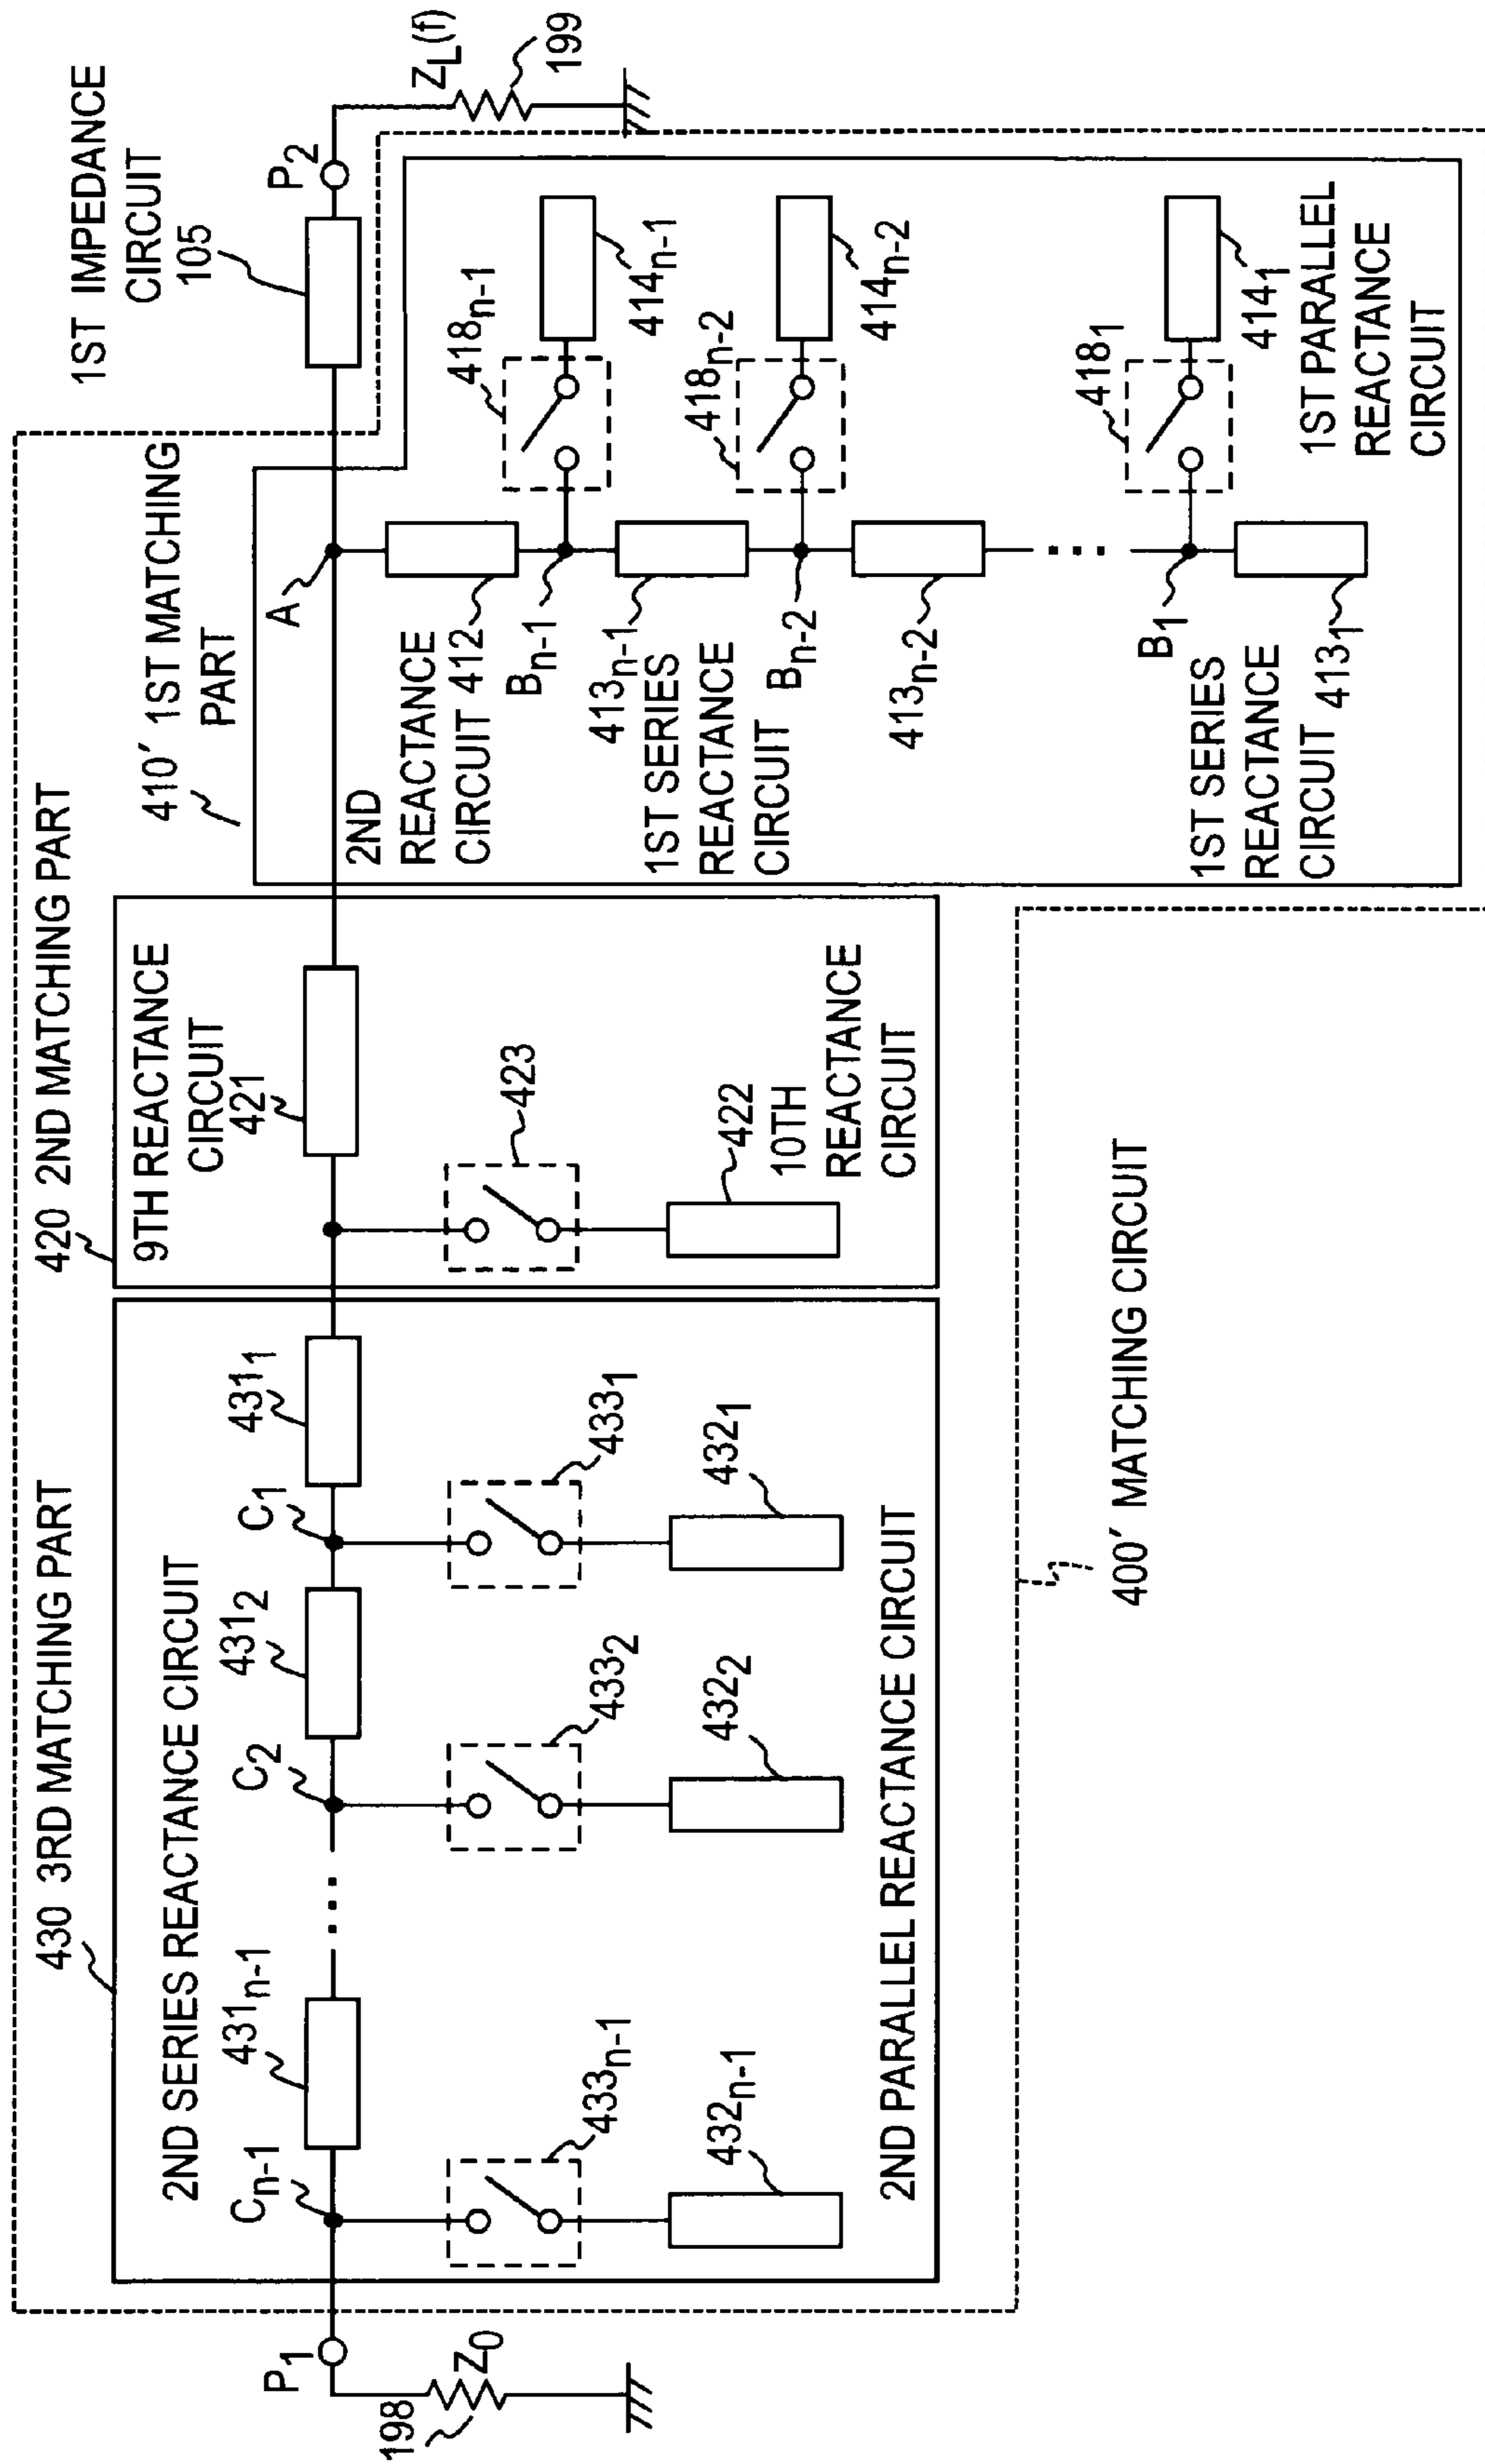 400′ MATCHING CIRCUIT
430 3RD MATCHING PART
2ND SERIES REACTANCE CIRCUIT
431n-1
431₂
431₁
Cn-1
C₂
C₁
P₁
Z₀
198
433n-1
433₂
433₁
432n-1
432₂
432₁
2ND PARALLEL REACTANCE CIRCUIT
420 2ND MATCHING PART
9TH REACTANCE
CIRCUIT
421
423
422
10TH
REACTANCE
CIRCUIT
410′ 1ST MATCHING
PART
A
2ND
REACTANCE
CIRCUIT 412
Bn-1
413n-1
1ST SERIES
REACTANCE
CIRCUIT
Bn-2
413n-2
B₁
1ST SERIES
REACTANCE
CIRCUIT 413₁
418n-1
414n-1
418n-2
414n-2
418₁
414₁
1ST PARALLEL
REACTANCE
CIRCUIT
1ST IMPEDANCE
CIRCUIT
105
P₂
ZL(f)
199